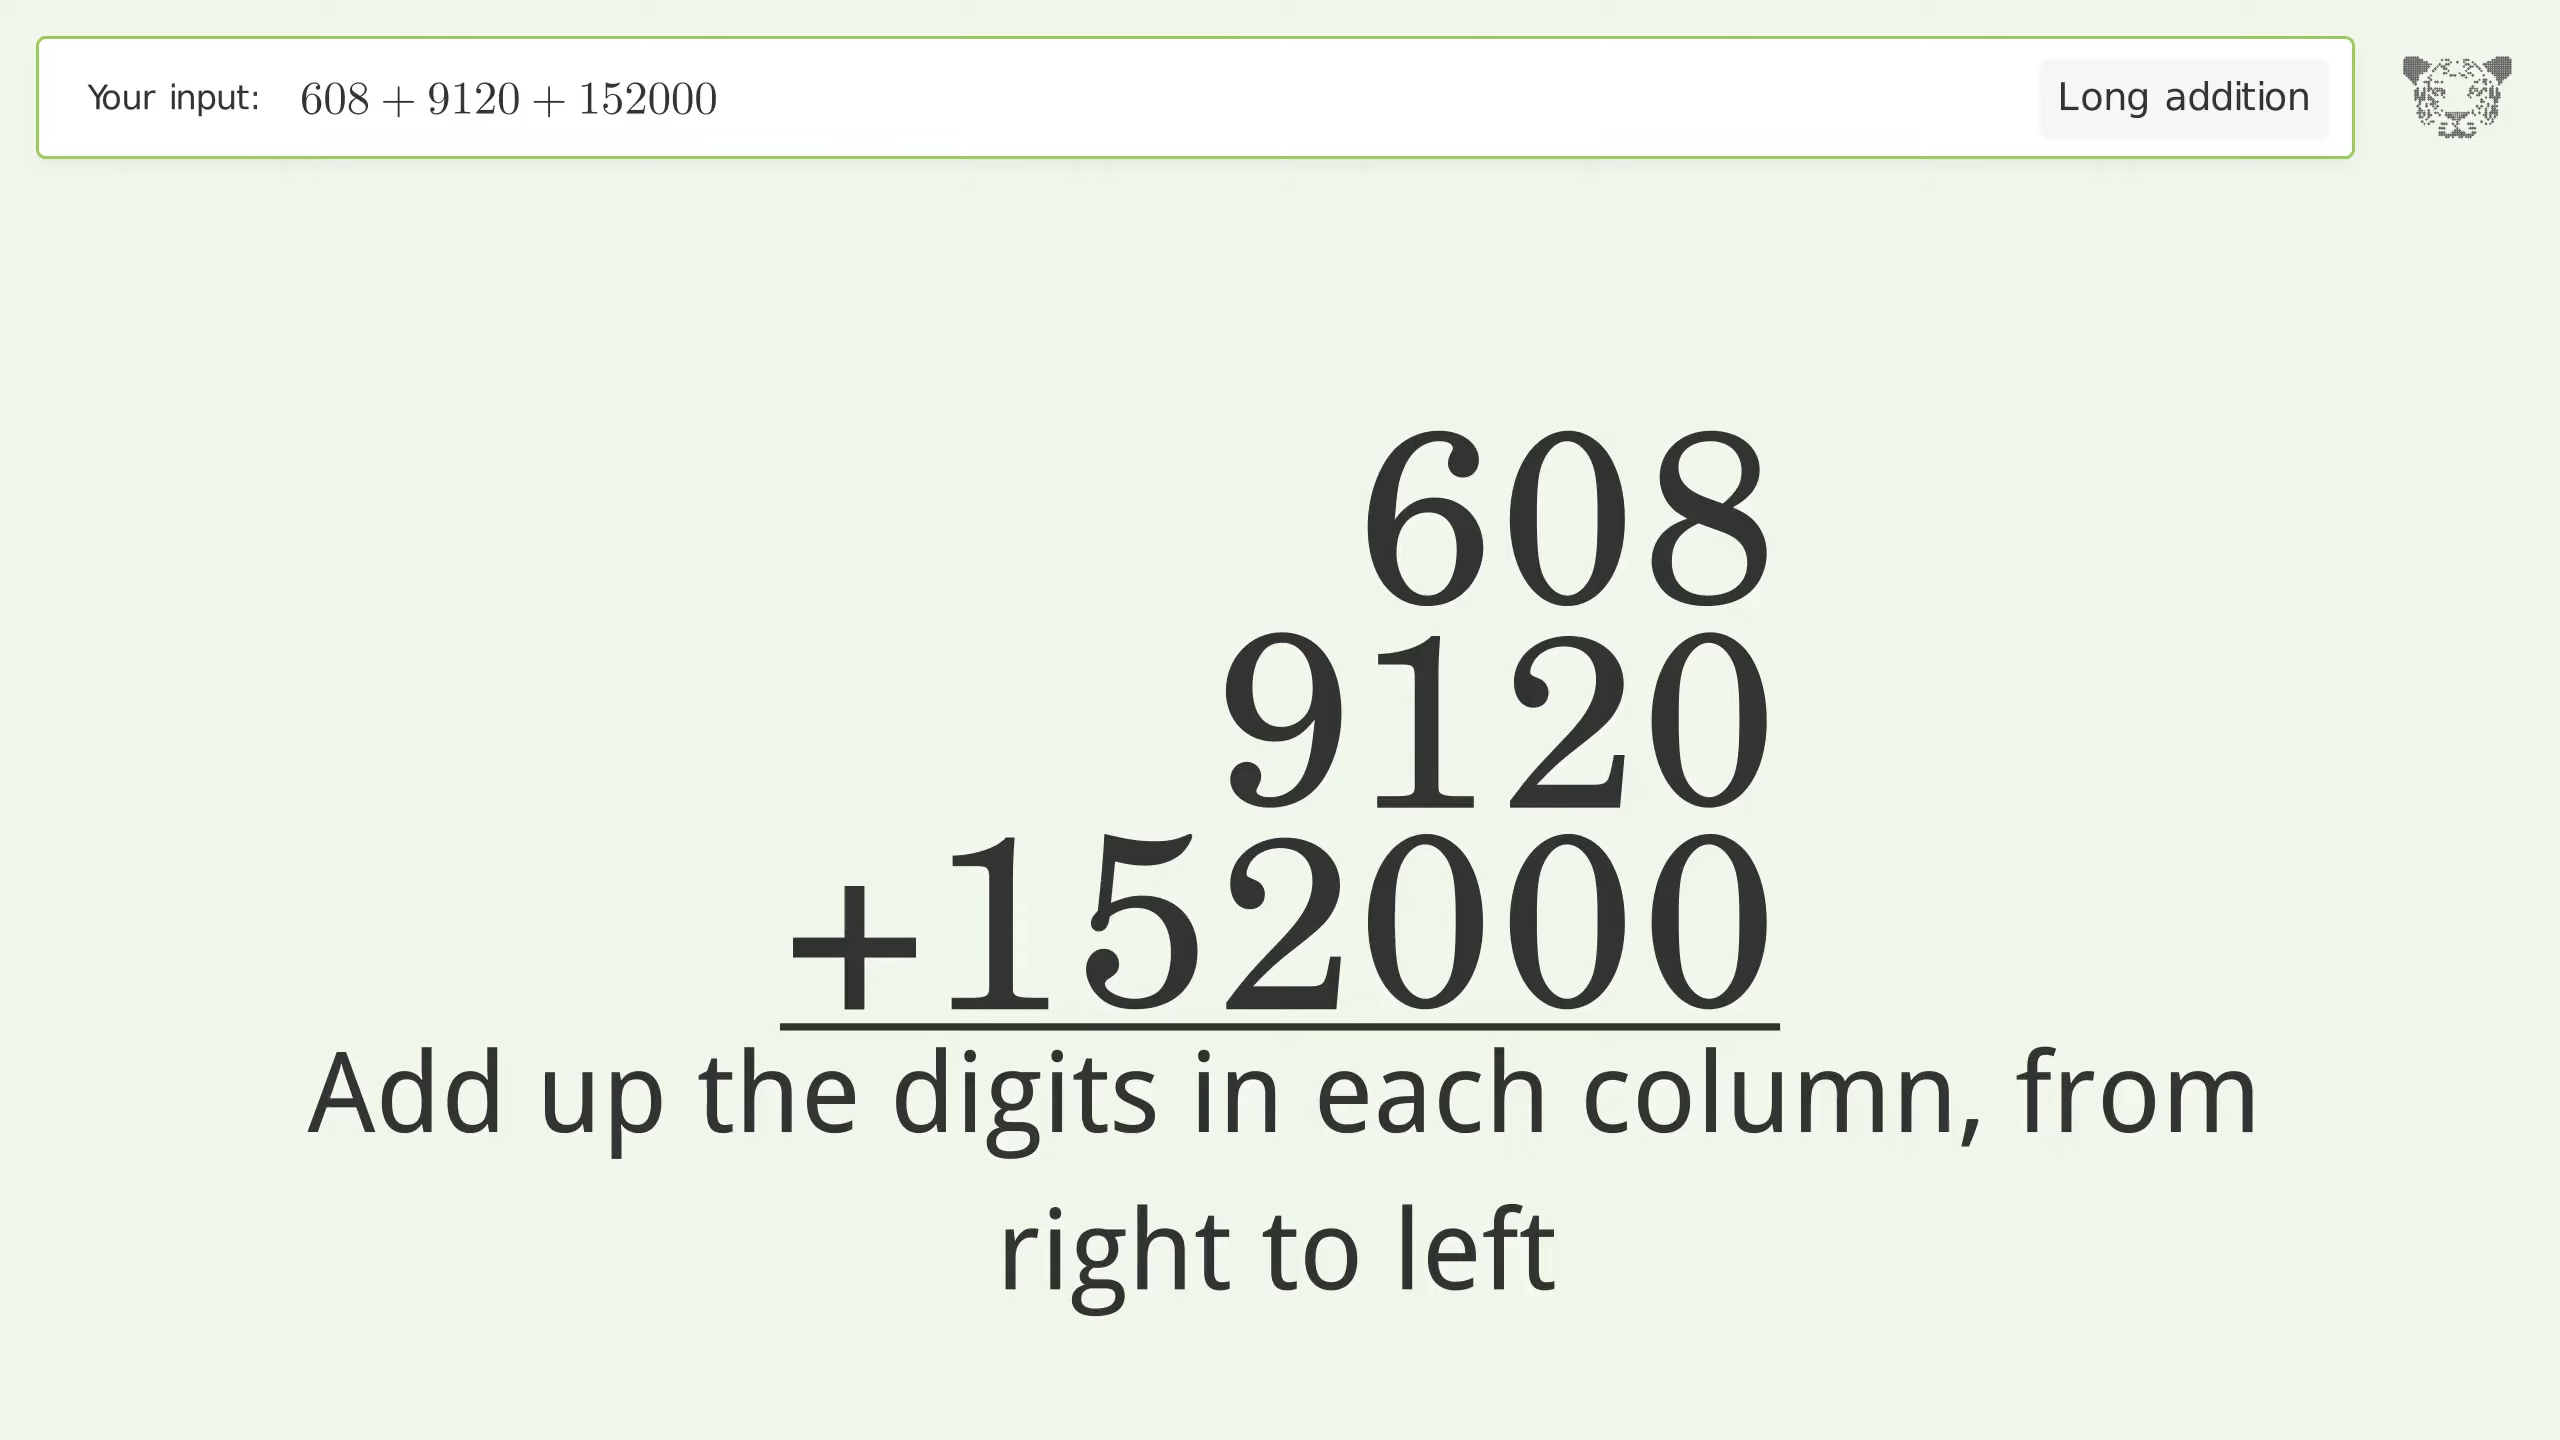 Your input: 608 + 9120 + 152000 Long addition
608
9120
+152000
Add up the digits in each column, from
right to left